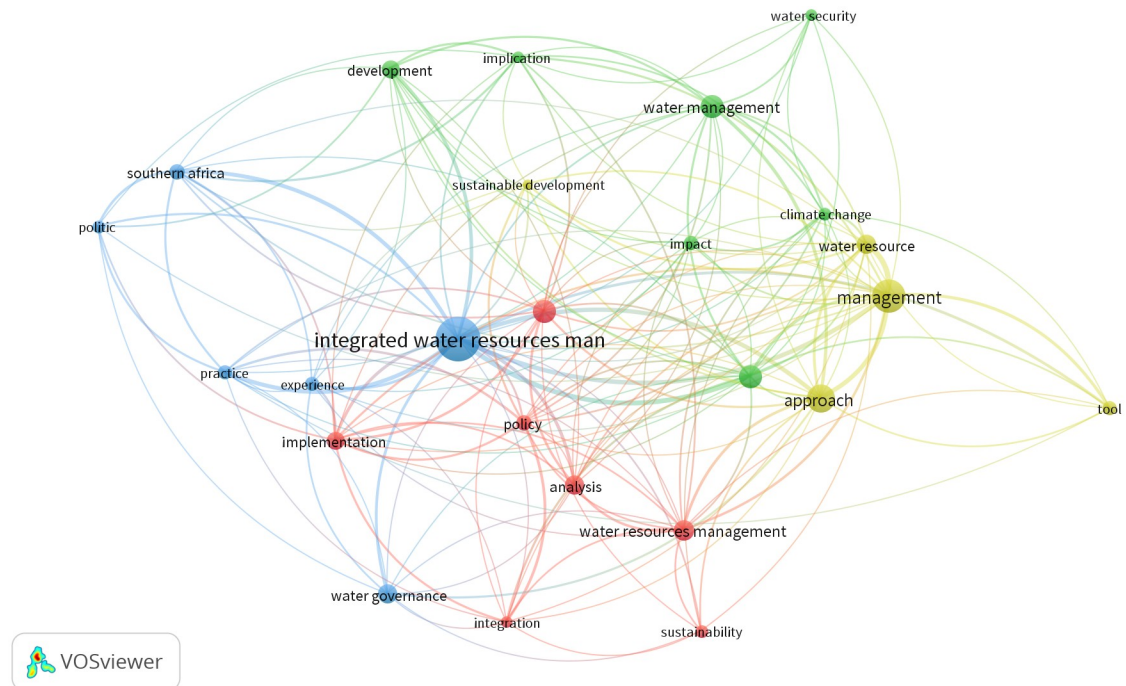 water security
implication
development
water management
southern africa
sustainable development
climate change
politic
impact
water resource
management
integrated water resources man
practice
experience
approach
tool
policy
implementation
analysis
water resources management
water governance
integration
sustainability
VOSviewer